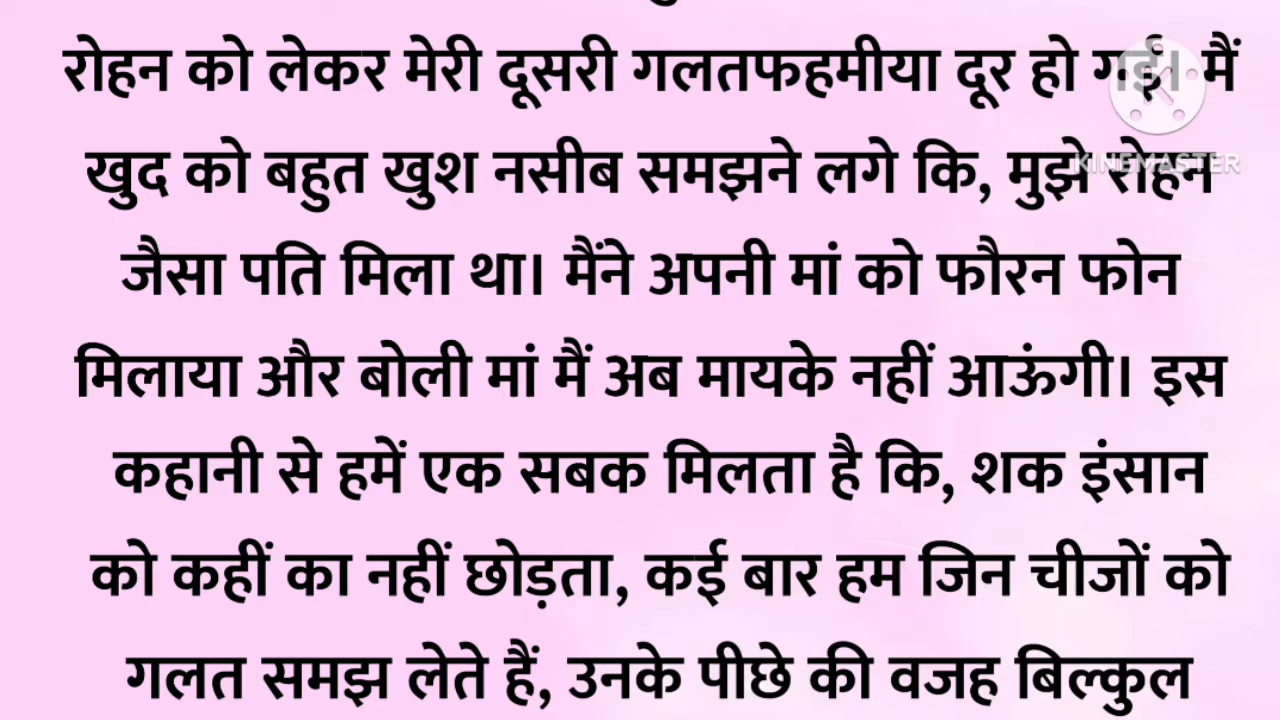 रोहन को लेकर मेरी दूसरी गलतफहमीया दूर हो गई। मैं
खुद को बहुत खुश नसीब समझने लगे कि, मुझे रोहन
KINEMASTER
जैसा पति मिला था। मैंने अपनी मां को फौरन फोन
मिलाया और बोली मां मैं अब मायके नहीं आऊंगी। इस
कहानी से हमें एक सबक मिलता है कि, शक इंसान
को कहीं का नहीं छोड़ता, कई बार हम जिन चीजों को
गलत समझ लेते हैं, उनके पीछे की वजह बिल्कुल